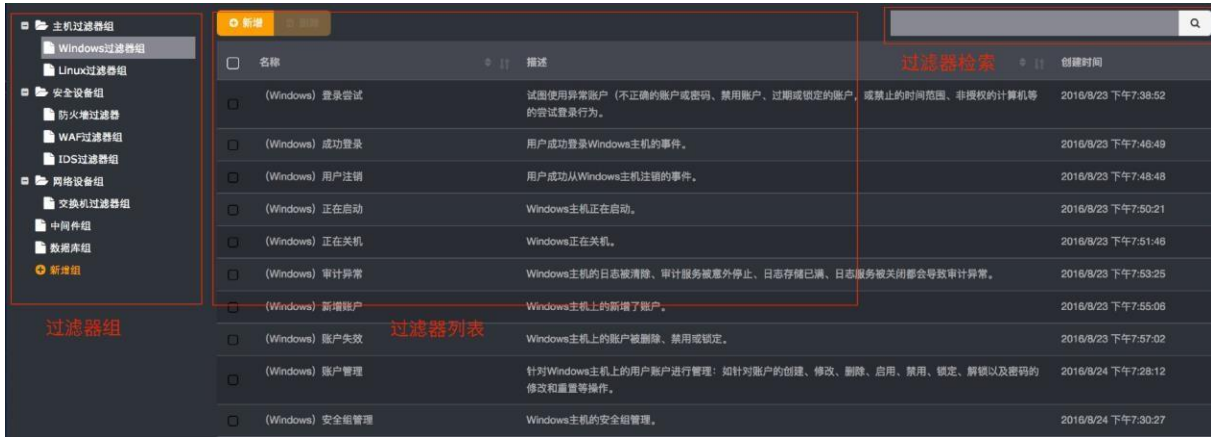 主机过滤器组
Windows过滤器组
Linux过滤器组
安全设备组
防火墙过滤器
WAF过滤器组
IDS过滤器组
网络设备组
交换机过滤器组
中间件组
数据库组
新增组
过滤器组
新增 删除
过滤器检索
名称 描述 创建时间
(Windows) 登录尝试 试图使用异常账户(不正确的账户或密码、禁用账户、过期或锁定的账户,或禁止的时间范围、非授权的计算机等 2016/8/23 下午7:38:52
的尝试登录行为。
(Windows) 成功登录 用户成功登录Windows主机的事件。 2016/8/23 下午7:46:49
(Windows) 用户注销 用户成功从Windows主机注销的事件。 2016/8/23 下午7:48:48
(Windows) 正在启动 Windows主机正在启动。 2016/8/23 下午7:50:21
(Windows) 正在关机 Windows正在关机。 2016/8/23 下午7:51:46
(Windows) 审计异常 Windows主机的日志被清除、审计服务被意外停止、日志存储已满、日志服务被关闭都会导致审计异常。 2016/8/23 下午7:53:25
(Windows) 新增账户 Windows主机上的新增了账户。 2016/8/23 下午7:55:06
过滤器列表
(Windows) 账户失效 Windows主机上的账户被删除、禁用或锁定。 2016/8/23 下午7:57:02
(Windows) 账户管理 针对Windows主机上的用户账户进行管理:如针对账户的创建、修改、删除、启用、禁用、锁定、解锁以及密码的 2016/8/24 下午7:28:12
修改和重置等操作。
(Windows) 安全组管理 Windows主机的安全组管理。 2016/8/24 下午7:30:27